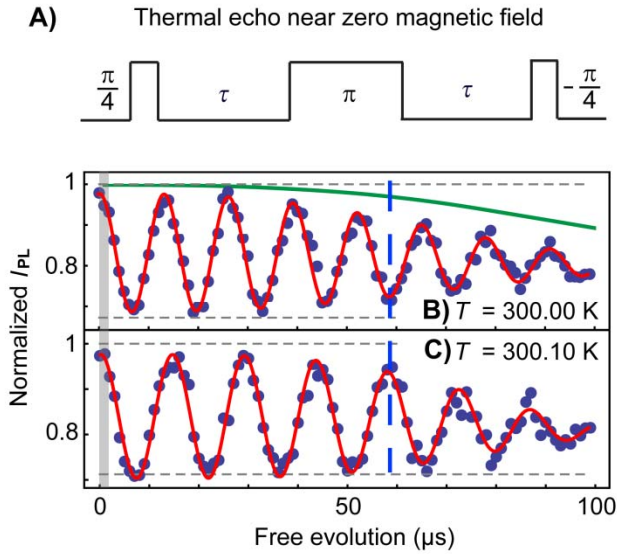 A) Thermal echo near zero magnetic field
π/4 τ π τ -π/4
1
0.8
B) T = 300.00 K
Normalized I_PL
1
C) T = 300.10 K
0.8
0 50 100
Free evolution (μs)